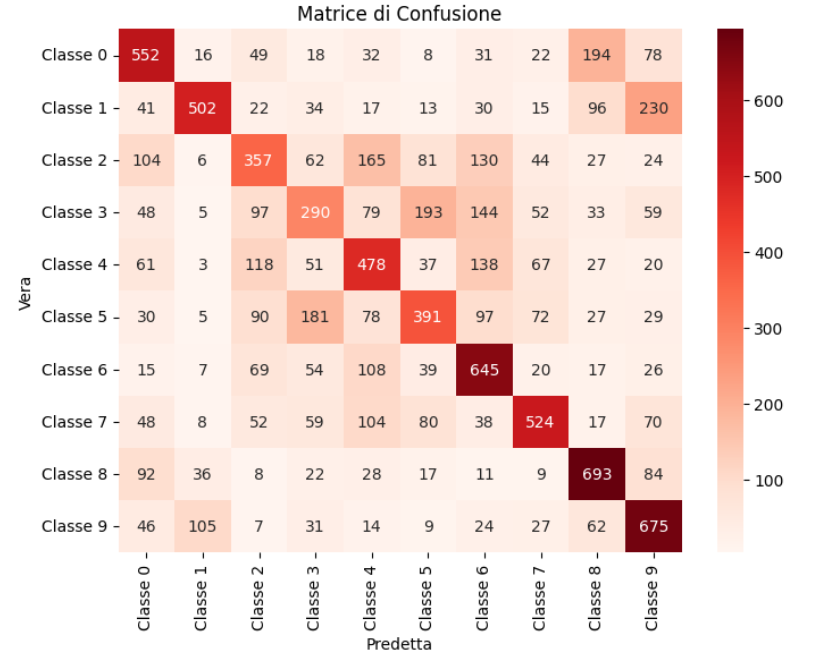 Matrice di Confusione
Classe 0 552 16 49 18 32 8 31 22 194 78
Classe 1 41 502 22 34 17 13 30 15 96 230
Classe 2 104 6 357 62 165 81 130 44 27 24
Classe 3 48 5 97 290 79 193 144 52 33 59
Classe 4 61 3 118 51 478 37 138 67 27 20
Classe 5 30 5 90 181 78 391 97 72 27 29
Classe 6 15 7 69 54 108 39 645 20 17 26
Classe 7 48 8 52 59 104 80 38 524 17 70
Classe 8 92 36 8 22 28 17 11 9 693 84
Classe 9 46 105 7 31 14 9 24 27 62 675
Vera
Classe 0 Classe 1 Classe 2 Classe 3 Classe 4 Classe 5 Classe 6 Classe 7 Classe 8 Classe 9
Predetta
600
500
400
300
200
100